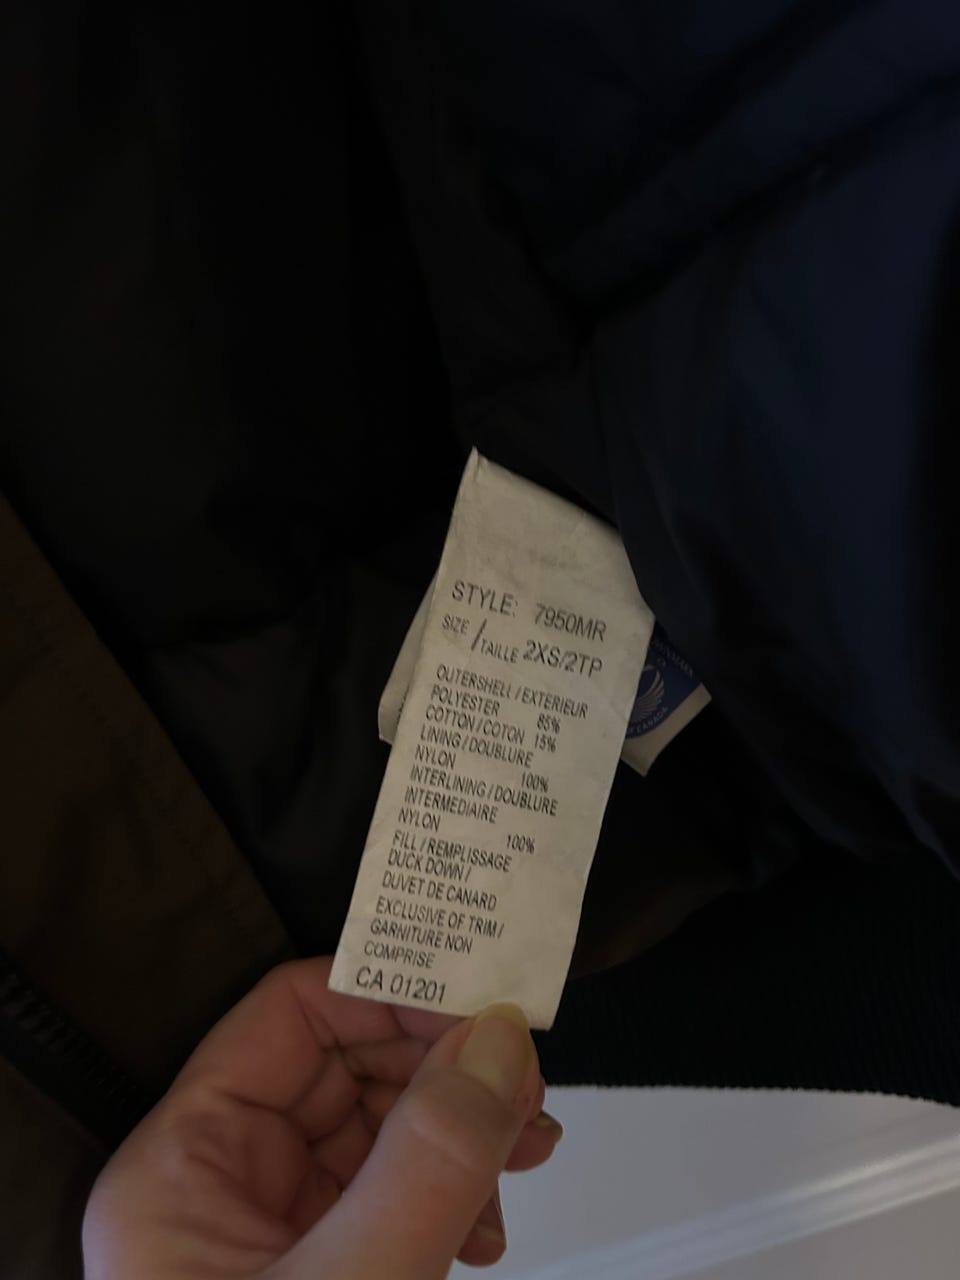 STYLE: 7950MR
SIZE / TAILLE 2XS/2TP
OUTERSHELL / EXTERIEUR
POLYESTER 85%
COTTON / COTON 15%
LINING / DOUBLURE
NYLON 100%
INTERLINING / DOUBLURE
INTERMEDIAIRE
NYLON 100%
FILL / REMPLISSAGE
DUCK DOWN /
DUVET DE CANARD
EXCLUSIVE OF TRIM /
GARNITURE NON
COMPRISE
CA 01201
CANADA